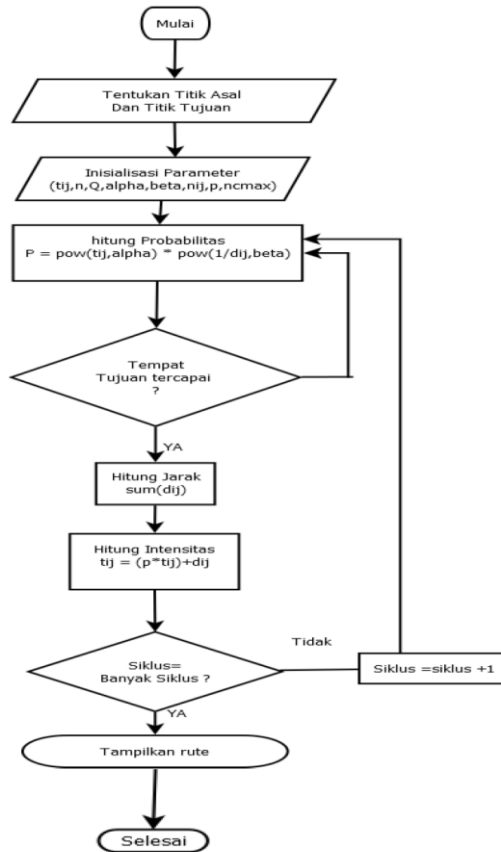 Mulai
Tentukan Titik Asal
Dan Titik Tujuan
Inisialisasi Parameter
(tij,n,Q,alpha,beta,nij,p,ncmax)
hitung Probabilitas
P = pow(tij,alpha) * pow(1/dij,beta)
Tempat
Tujuan tercapai
?
YA
Hitung Jarak
sum(dij)
Hitung Intensitas
tij = (p*tij)+dij
Siklus=
Banyak Siklus ?
Tidak
Siklus =siklus +1
YA
Tampilkan rute
Selesai